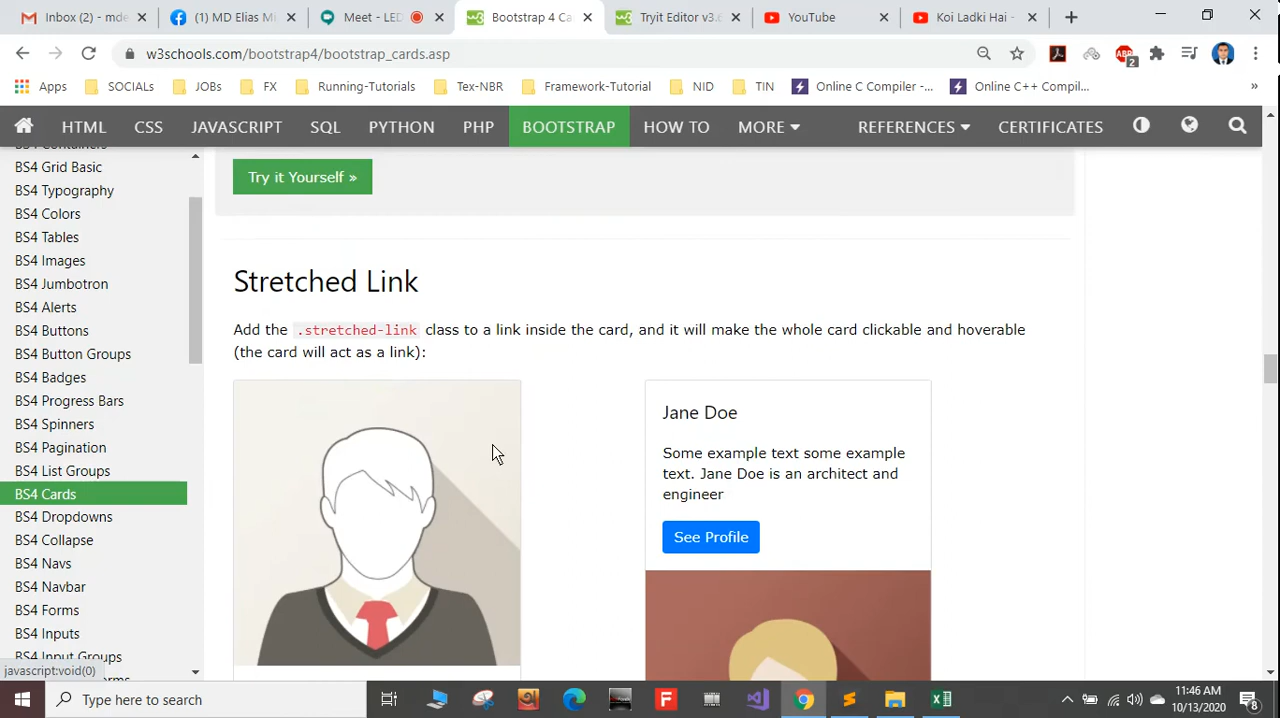 Inbox (2) - mde
(1) MD Elias M
Meet - LED
Bootstrap 4 Ca
Tryit Editor v3.6
YouTube
Koi Ladki Hai -
w3schools.com/bootstrap4/bootstrap_cards.asp
ABP
2
Apps
SOCIALs
JOBs
FX
Running-Tutorials
Tex-NBR
Framework-Tutorial
NID
TIN
Online C Compiler -...
Online C++ Compil...
»
HTML
CSS
JAVASCRIPT
SQL
PYTHON
PHP
BOOTSTRAP
HOW TO
MORE
REFERENCES
CERTIFICATES
BS4 Containers
BS4 Grid Basic
BS4 Typography
BS4 Colors
BS4 Tables
BS4 Images
BS4 Jumbotron
BS4 Alerts
BS4 Buttons
BS4 Button Groups
BS4 Badges
BS4 Progress Bars
BS4 Spinners
BS4 Pagination
BS4 List Groups
BS4 Cards
BS4 Dropdowns
BS4 Collapse
BS4 Navs
BS4 Navbar
BS4 Forms
BS4 Inputs
BS4 Input Groups
javascript:void(0)
Try it Yourself »
Stretched Link
Add the .stretched-link class to a link inside the card, and it will make the whole card clickable and hoverable
(the card will act as a link):
Jane Doe
Some example text some example
text. Jane Doe is an architect and
engineer
See Profile
Type here to search
11:46 AM
10/13/2020
8